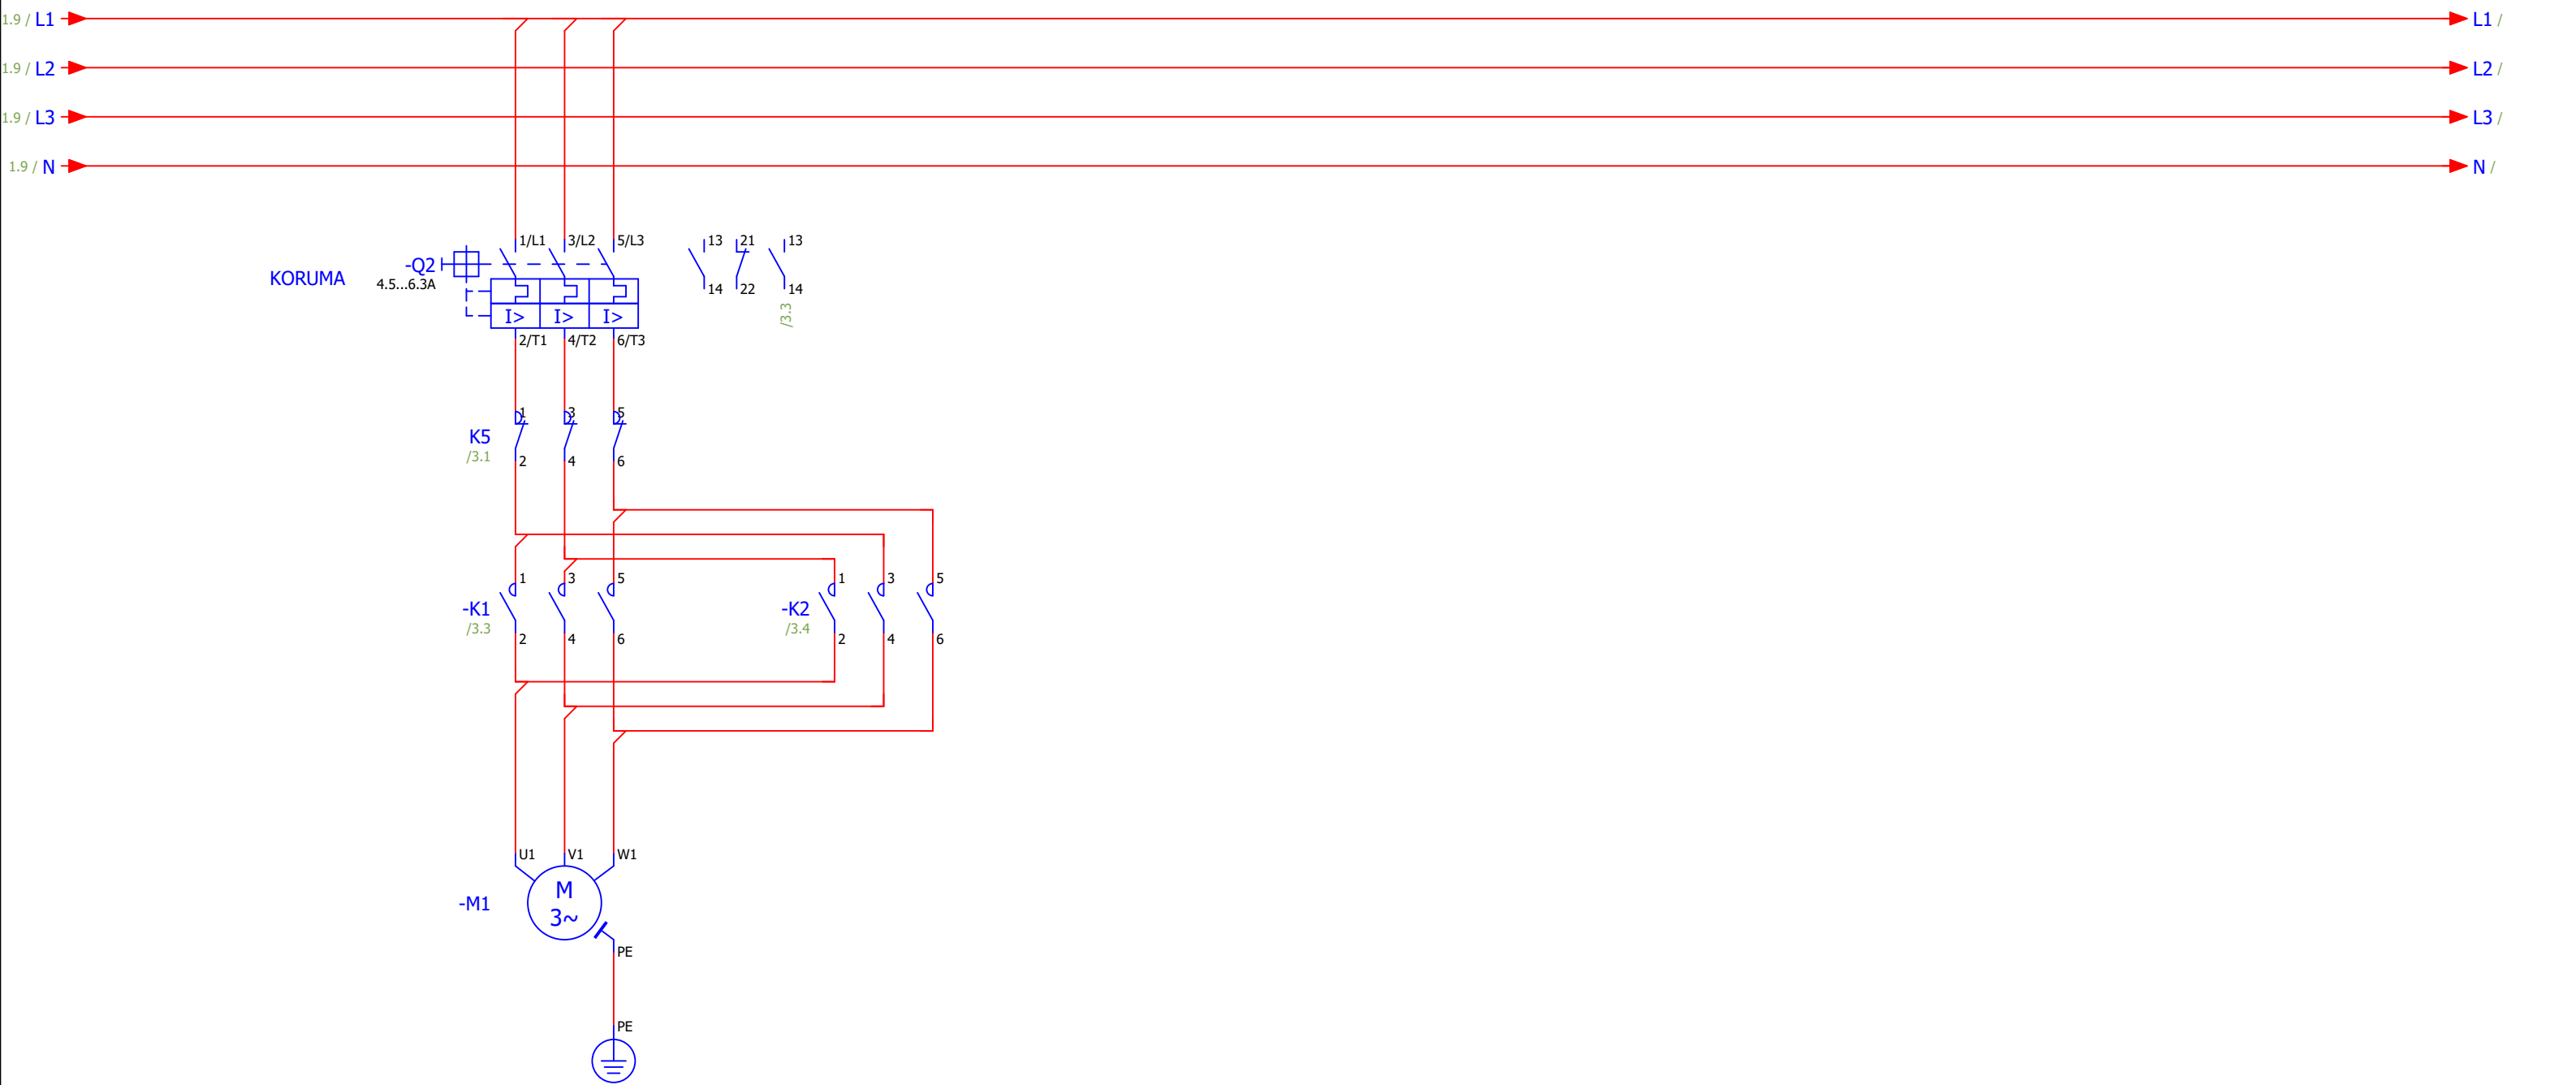 1.9 / L1
L1 /
1.9 / L2
L2 /
1.9 / L3
L3 /
1.9 / N
N /
1/L1 3/L2 5/L3
13 21 13
-Q2
KORUMA
4.5...6.3A
14 22 14
/3.3
I> I> I>
2/T1 4/T2 6/T3
1 3 5
K5
/3.1
2 4 6
1 3 5
1 3 5
-K1
/3.3
-K2
/3.4
2 4 6
2 4 6
U1 V1 W1
-M1
M
3~
PE
PE